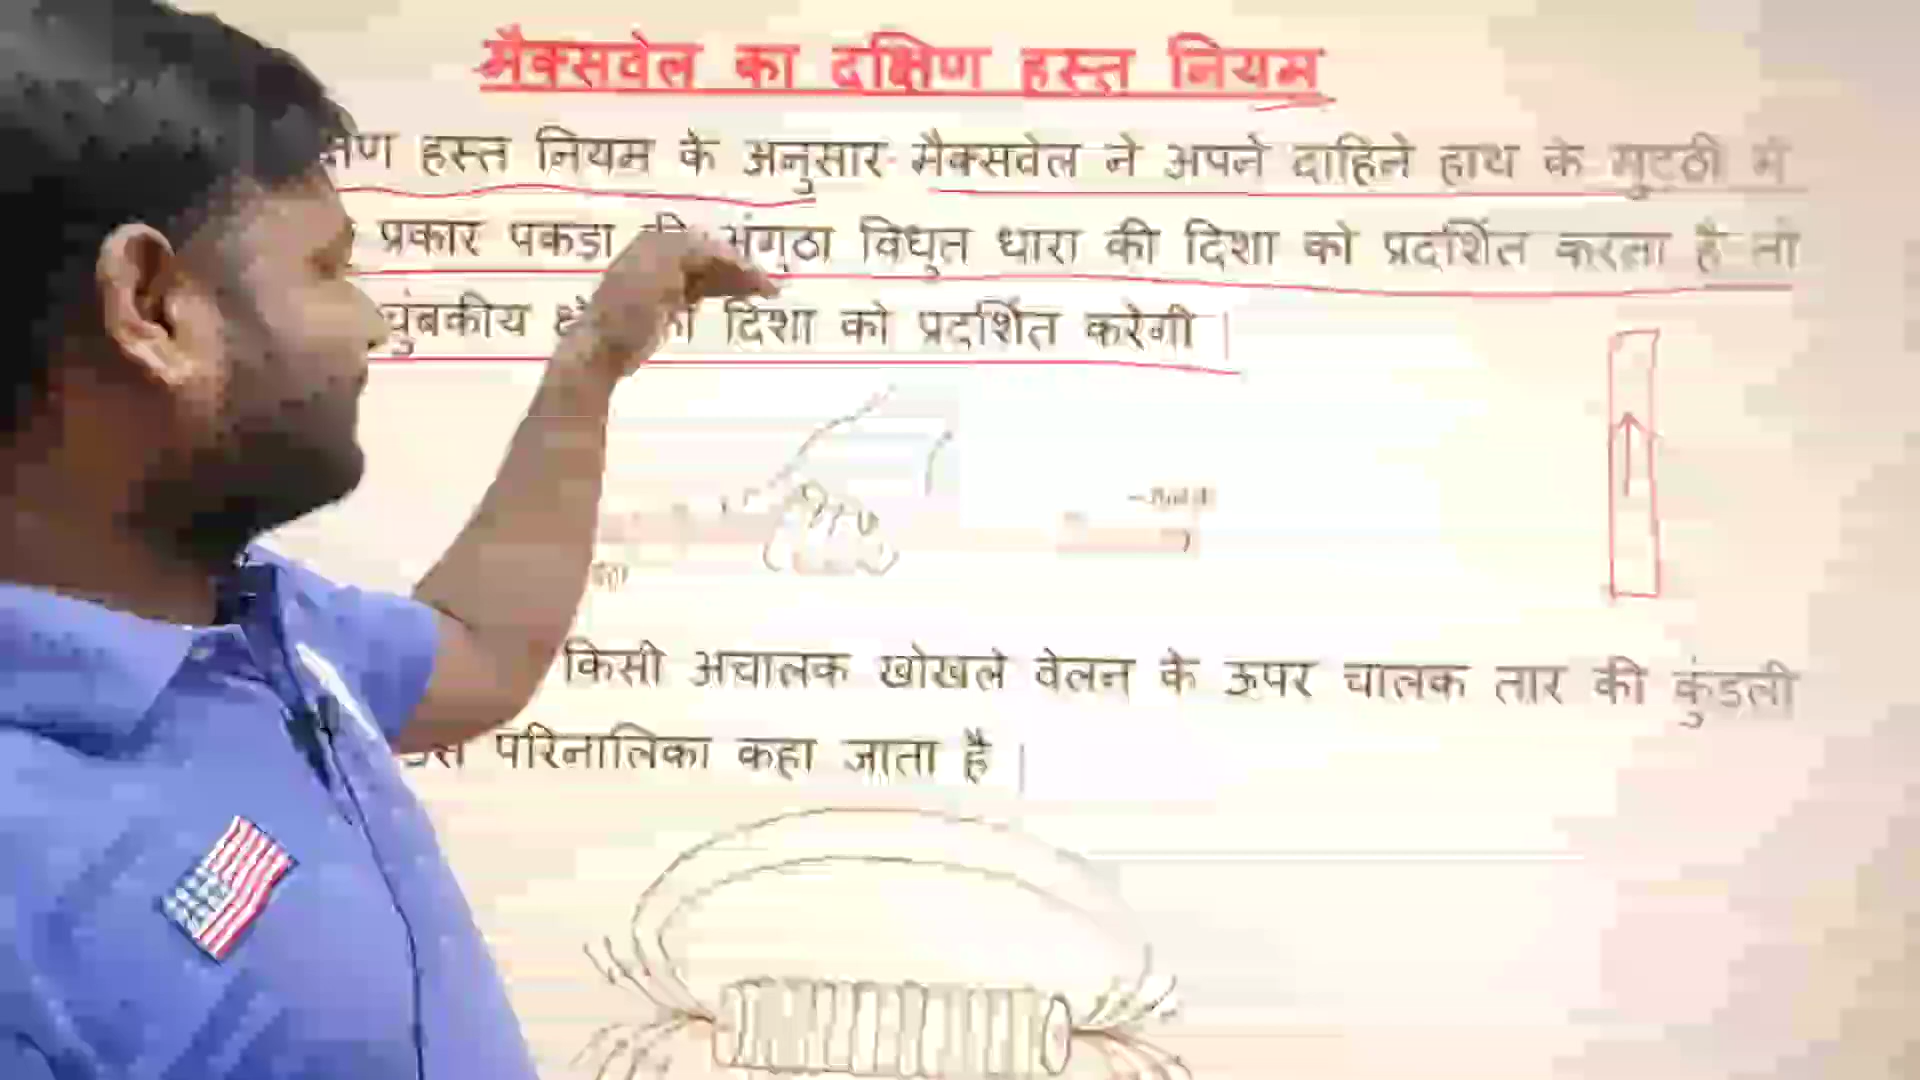 मैक्सवेल का दक्षिण हस्त नियम
हस्त नियम के अनुसार मैक्सवेल ने अपने दाहिने हाथ के मुटठी में
प्रकार पकडा की अंगूठा विधुत धारा की दिशा को प्रदर्शित करता है तो
चुंबकीय दिशा को प्रदर्शित करेगी |
किसी अचालक खोखले वेलन के ऊपर चालक तार की कुंडली
परिनालिका कहा जाता है |